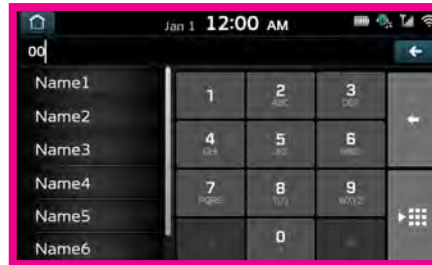 Jan 1 12:00 AM
00
Name1
Name2
Name3
Name4
Name5
Name6
1
2 ABC
3 DEF
4 GHI
5 JKL
6 MNO
7 PQRS
8 TUV
9 WXYZ
0